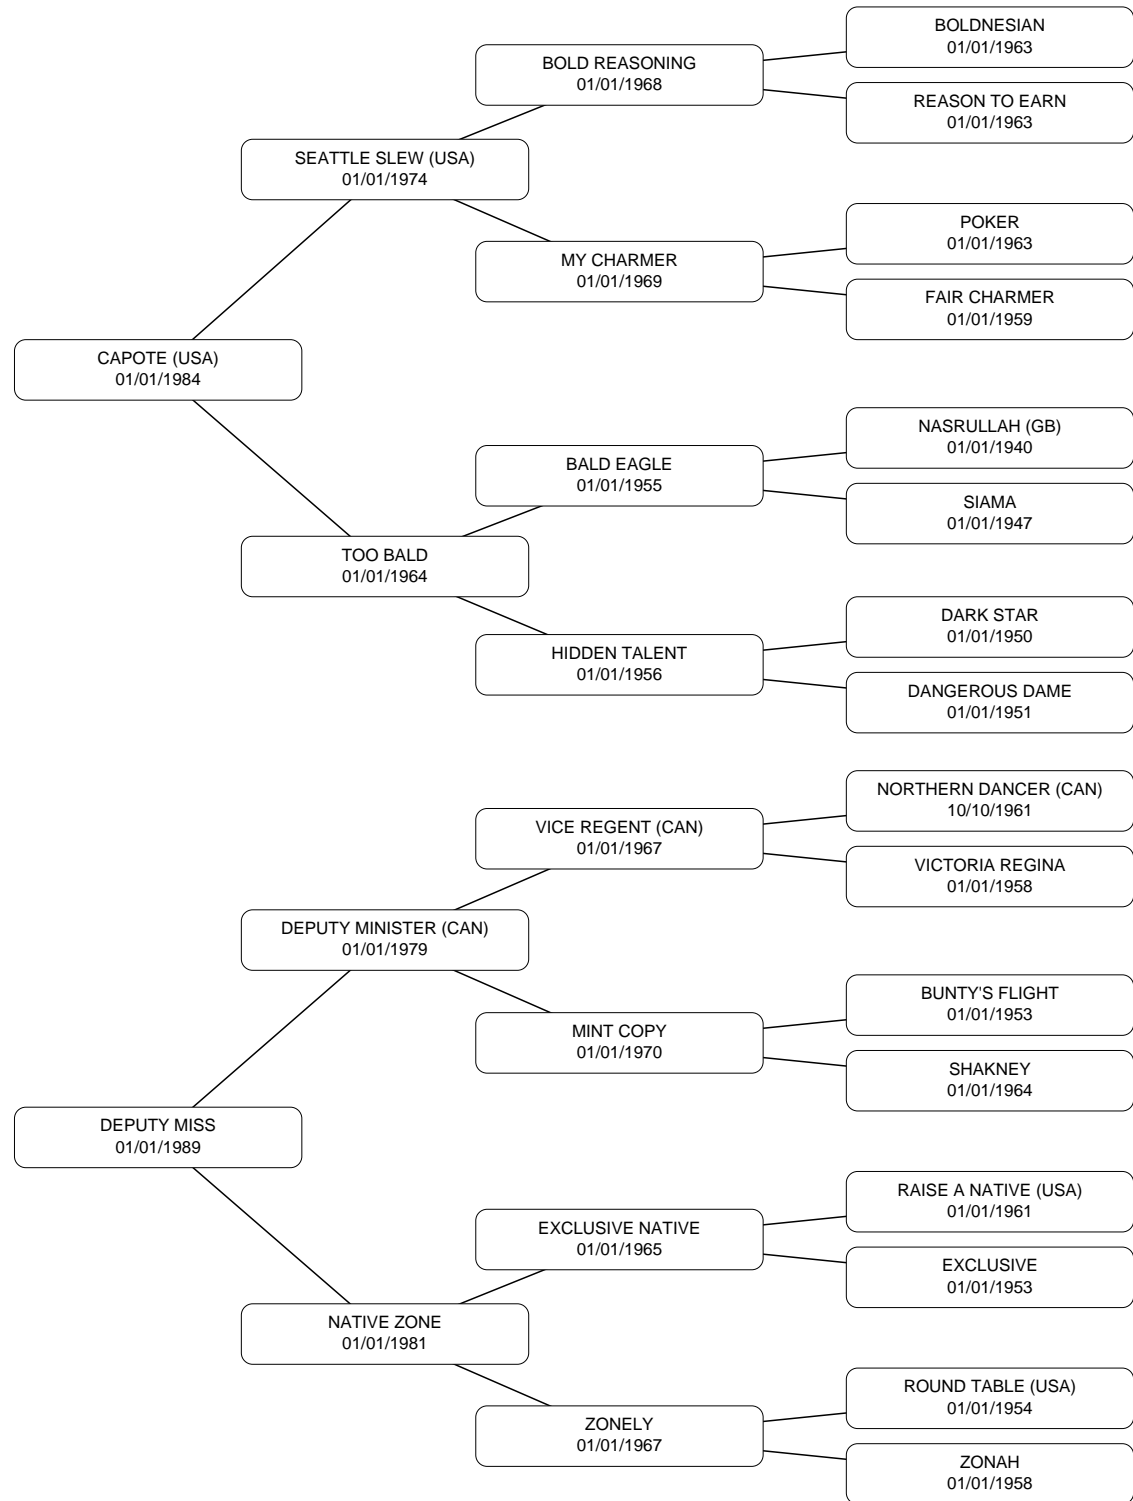 BOLDNESIAN
01/01/1963
BOLD REASONING
01/01/1968
REASON TO EARN
01/01/1963
SEATTLE SLEW (USA)
01/01/1974
POKER
01/01/1963
MY CHARMER
01/01/1969
FAIR CHARMER
01/01/1959
CAPOTE (USA)
01/01/1984
NASRULLAH (GB)
01/01/1940
BALD EAGLE
01/01/1955
SIAMA
01/01/1947
TOO BALD
01/01/1964
DARK STAR
01/01/1950
HIDDEN TALENT
01/01/1956
DANGEROUS DAME
01/01/1951
NORTHERN DANCER (CAN)
10/10/1961
VICE REGENT (CAN)
01/01/1967
VICTORIA REGINA
01/01/1958
DEPUTY MINISTER (CAN)
01/01/1979
BUNTY'S FLIGHT
01/01/1953
MINT COPY
01/01/1970
SHAKNEY
01/01/1964
DEPUTY MISS
01/01/1989
RAISE A NATIVE (USA)
01/01/1961
EXCLUSIVE NATIVE
01/01/1965
EXCLUSIVE
01/01/1953
NATIVE ZONE
01/01/1981
ROUND TABLE (USA)
01/01/1954
ZONELY
01/01/1967
ZONAH
01/01/1958